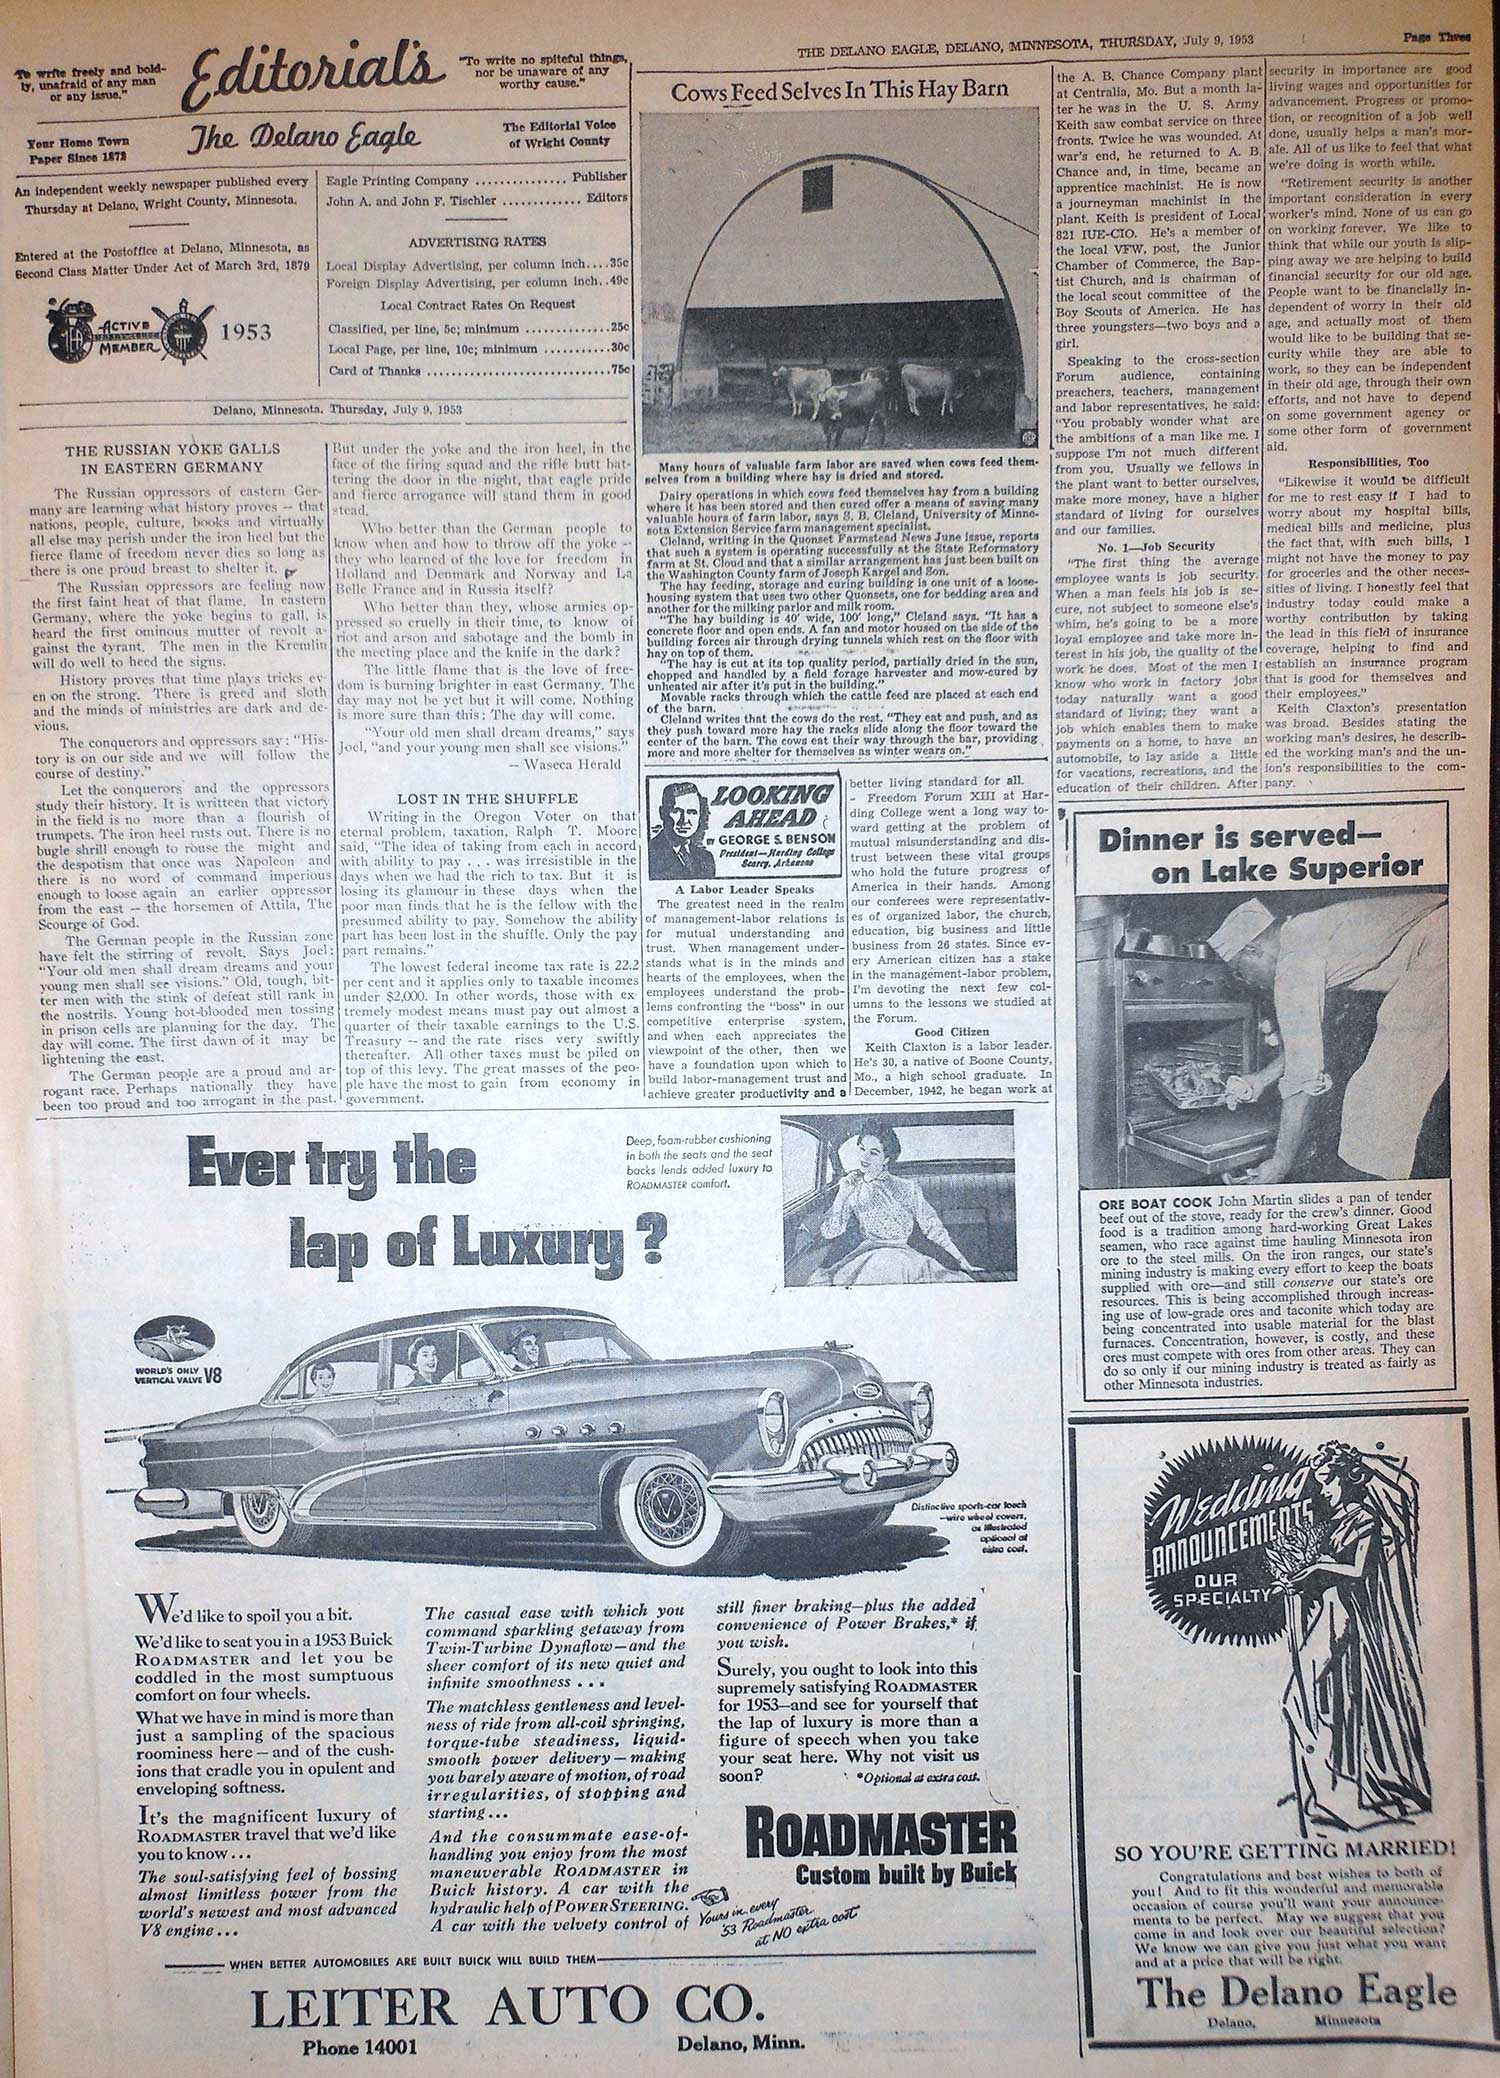 THE DELANO EAGLE, DELANO, MINNESOTA, THURSDAY, July 9, 1953
Page Three
To write freely and bold-
ly, unafraid of any man
or any issue."
Editorials
"To write no spiteful things,
nor be unaware of any
worthy cause."
Your Home Town
Paper Since 1872
The Delano Eagle
The Editorial Voice
of Wright County
An independent weekly newspaper published every
Thursday at Delano, Wright County, Minnesota.
Entered at the Postoffice at Delano, Minnesota, as
Second Class Matter Under Act of March 3rd, 1879
ACTIVE
MEMBER
1953
Eagle Printing Company .............. Publisher
John A. and John F. Tischler ............ Editors
ADVERTISING RATES
Local Display Advertising, per column inch....35c
Foreign Display Advertising, per column inch..49c
Local Contract Rates On Request
Classified, per line, 5c; minimum .............25c
Local Page, per line, 10c; minimum ..........30c
Card of Thanks ............................75c
Delano, Minnesota. Thursday, July 9, 1953
THE RUSSIAN YOKE GALLS
IN EASTERN GERMANY
The Russian oppressors of eastern Ger-
many are learning what history proves -- that
nations, people, culture, books and virtually
all else may perish under the iron heel but the
fierce flame of freedom never dies so long as
there is one proud breast to shelter it.
The Russian oppressors are feeling now
the first faint heat of that flame. In eastern
Germany, where the yoke begins to gall, is
heard the first ominous mutter of revolt a-
gainst the tyrant. The men in the Kremlin
will do well to heed the signs.
History proves that time plays tricks ev-
en on the strong. There is greed and sloth
and the minds of ministries are dark and de-
vious.
The conquerors and oppressors say: "His-
tory is on our side and we will follow the
course of destiny."
Let the conquerors and the oppressors
study their history. It is writteen that victory
in the field is no more than a flourish of
trumpets. The iron heel rusts out. There is no
bugle shrill enough to rouse the might and
the despotism that once was Napoleon and
there is no word of command imperious
enough to loose again an earlier oppressor
from the east -- the horsemen of Attila, The
Scourge of God.
The German people in the Russian zone
have felt the stirring of revolt. Says Joel:
"Your old men shall dream dreams and your
young men shall see visions." Old, tough, bit-
ter men with the stink of defeat still rank in
the nostrils. Young hot-blooded men tossing
in prison cells are planning for the day. The
day will come. The first dawn of it may be
lightening the east.
The German people are a proud and ar-
rogant race. Perhaps nationally they have
been too proud and too arrogant in the past.
But under the yoke and the iron heel, in the
face of the firing squad and the rifle butt bat-
tering the door in the night, that eagle pride
and fierce arrogance will stand them in good
stead.
Who better than the German people to
know when and how to throw off the yoke --
they who learned of the love for freedom in
Holland and Denmark and Norway and La
Belle France and in Russia itself?
Who better than they, whose armies op-
pressed so cruelly in their time, to know of
riot and arson and sabotage and the bomb in
the meeting place and the knife in the dark?
The little flame that is the love of free-
dom is burning brighter in east Germany. The
day may not be yet but it will come. Nothing
is more sure than this: The day will come.
"Your old men shall dream dreams," says
Joel, "and your young men shall see visions."
-- Waseca Herald
LOST IN THE SHUFFLE
Writing in the Oregon Voter on that
eternal problem, taxation, Ralph T. Moore
said, "The idea of taking from each in accord
with ability to pay . . . was irresistible in the
days when we had the rich to tax. But it is
losing its glamour in these days when the
poor man finds that he is the fellow with the
presumed ability to pay. Somehow the ability
part has been lost in the shuffle. Only the pay
part remains."
The lowest federal income tax rate is 22.2
per cent and it applies only to taxable incomes
under $2,000. In other words, those with ex-
tremely modest means must pay out almost a
quarter of their taxable earnings to the U.S.
Treasury -- and the rate rises very swiftly
thereafter. All other taxes must be piled on
top of this levy. The great masses of the peo-
ple have the most to gain from economy in
government.
Cows Feed Selves In This Hay Barn
Many hours of valuable farm labor are saved when cows feed them-
selves from a building where hay is dried and stored.
Dairy operations in which cows feed themselves hay from a building
where it has been stored and then cured offer a means of saving many
valuable hours of farm labor, says S. B. Cleland, University of Minne-
sota Extension Service farm management specialist.
Cleland, writing in the Quonset Farmstead News June issue, reports
that such a system is operating successfully at the State Reformatory
farm at St. Cloud and that a similar arrangement has just been built on
the Washington County farm of Joseph Kargel and Son.
The hay feeding, storage and curing building is one unit of a loose-
housing system that uses two other Quonsets, one for bedding area and
another for the milking parlor and milk room.
"The hay building is 40' wide, 100' long," Cleland says. "It has a
concrete floor and open ends. A fan and motor housed on the side of the
building forces air through drying tunnels which rest on the floor with
hay on top of them.
"The hay is cut at its top quality period, partially dried in the sun,
chopped and handled by a field forage harvester and mow-cured by
unheated air after it's put in the building."
Movable racks through which the cattle feed are placed at each end
of the barn.
Cleland writes that the cows do the rest. "They eat and push, and as
they push toward more hay the racks slide along the floor toward the
center of the barn. The cows eat their way through the bar, providing
more and more shelter for themselves as winter wears on."
LOOKING
AHEAD
BY GEORGE S. BENSON
President—Harding College
Searcy, Arkansas
A Labor Leader Speaks
The greatest need in the realm
of management-labor relations is
for mutual understanding and
trust. When management under-
stands what is in the minds and
hearts of the employees, when the
employees understand the prob-
lems confronting the "boss" in our
competitive enterprise system,
and when each appreciates the
viewpoint of the other, then we
have a foundation upon which to
build labor-management trust and
achieve greater productivity and a
better living standard for all.
Freedom Forum XIII at Har-
ding College went a long way to-
ward getting at the problem of
mutual misunderstanding and dis-
trust between these vital groups
who hold the future progress of
America in their hands. Among
our conferees were representativ-
es of organized labor, the church,
education, big business and little
business from 26 states. Since ev-
ery American citizen has a stake
in the management-labor problem,
I'm devoting the next few col-
umns to the lessons we studied at
the Forum.
Good Citizen
Keith Claxton is a labor leader.
He's 30, a native of Boone County,
Mo., a high school graduate. In
December, 1942, he began work at
the A. B. Chance Company plant
at Centralia, Mo. But a month la-
ter he was in the U. S. Army
Keith saw combat service on three
fronts. Twice he was wounded. At
war's end, he returned to A. B.
Chance and, in time, became an
apprentice machinist. He is now
a journeyman machinist in the
plant. Keith is president of Local
821 IUE-CIO. He's a member of
the local VFW, post, the Junior
Chamber of Commerce, the Bap-
tist Church, and is chairman of
the local scout committee of the
Boy Scouts of America. He has
three youngsters—two boys and a
girl.
Speaking to the cross-section
Forum audience, containing
preachers, teachers, management
and labor representatives, he said:
"You probably wonder what are
the ambitions of a man like me. I
suppose I'm not much different
from you. Usually we fellows in
the plant want to better ourselves,
make more money, have a higher
standard of living for ourselves
and our families.
No. 1—Job Security
"The first thing the average
employee wants is job security.
When a man feels his job is se-
cure, not subject to someone else's
whim, he's going to be a more
loyal employee and take more in-
terest in his job, the quality of the
work he does. Most of the men I
know who work in factory jobs
today naturally want a good
standard of living; they want a
job which enables them to make
payments on a home, to have an
automobile, to lay aside a little
for vacations, recreations, and the
education of their children. After
security in importance are good
living wages and opportunities for
advancement. Progress or promo-
tion, or recognition of a job well
done, usually helps a man's mor-
ale. All of us like to feel that what
we're doing is worth while.
"Retirement security is another
important consideration in every
worker's mind. None of us can go
on working forever. We like to
think that while our youth is slip-
ping away we are helping to build
financial security for our old age.
People want to be financially in-
dependent of worry in their old
age, and actually most of them
would like to be building that se-
curity while they are able to
work, so they can be independent
in their old age, through their own
efforts, and not have to depend
on some government agency or
some other form of government
aid.
Responsibilities, Too
"Likewise it would be difficult
for me to rest easy if I had to
worry about my hospital bills,
medical bills and medicine, plus
the fact that, with such bills, I
might not have the money to pay
for groceries and the other neces-
sities of living. I honestly feel that
industry today could make a
worthy contribution by taking
the lead in this field of insurance
coverage, helping to find and
establish an insurance program
that is good for themselves and
their employees."
Keith Claxton's presentation
was broad. Besides stating the
working man's desires, he describ-
ed the working man's and the un-
ion's responsibilities to the com-
pany.
Dinner is served—
on Lake Superior
ORE BOAT COOK John Martin slides a pan of tender
beef out of the stove, ready for the crew's dinner. Good
food is a tradition among hard-working Great Lakes
seamen, who race against time hauling Minnesota iron
ore to the steel mills. On the iron ranges, our state's
mining industry is making every effort to keep the boats
supplied with ore—and still conserve our state's ore
resources. This is being accomplished through increas-
ing use of low-grade ores and taconite which today are
being concentrated into usable material for the blast
furnaces. Concentration, however, is costly, and these
ores must compete with ores from other areas. They can
do so only if our mining industry is treated as fairly as
other Minnesota industries.
Ever try the
lap of Luxury?
Deep, foam-rubber cushioning
in both the seats and the seat
backs lends added luxury to
ROADMASTER comfort.
WORLD'S ONLY
VERTICAL VALVE V8
Distinctive sports-car touch
—wire wheel covers,
as illustrated
optional at
extra cost.
We'd like to spoil you a bit.
We'd like to seat you in a 1953 Buick
ROADMASTER and let you be
coddled in the most sumptuous
comfort on four wheels.
What we have in mind is more than
just a sampling of the spacious
roominess here—and of the cush-
ions that cradle you in opulent and
enveloping softness.
It's the magnificent luxury of
ROADMASTER travel that we'd like
you to know...
The soul-satisfying feel of bossing
almost limitless power from the
world's newest and most advanced
V8 engine...
The casual ease with which you
command sparkling getaway from
Twin-Turbine Dynaflow—and the
sheer comfort of its new quiet and
infinite smoothness . . .
The matchless gentleness and level-
ness of ride from all-coil springing,
torque-tube steadiness, liquid-
smooth power delivery—making
you barely aware of motion, of road
irregularities, of stopping and
starting...
And the consummate ease-of-
handling you enjoy from the most
maneuverable ROADMASTER in
Buick history. A car with the
hydraulic help of POWER STEERING.
A car with the velvety control of
still finer braking—plus the added
convenience of Power Brakes,* if
you wish.
Surely, you ought to look into this
supremely satisfying ROADMASTER
for 1953—and see for yourself that
the lap of luxury is more than a
figure of speech when you take
your seat here. Why not visit us
soon?
*Optional at extra cost.
ROADMASTER
Custom built by Buick
Yours in every
'53 Roadmaster
at NO extra cost
WHEN BETTER AUTOMOBILES ARE BUILT BUICK WILL BUILD THEM
LEITER AUTO CO.
Phone 14001
Delano, Minn.
Wedding
ANNOUNCEMENTS
OUR
SPECIALTY
SO YOU'RE GETTING MARRIED!
Congratulations and best wishes to both of
you! And to fit this wonderful and memorable
occasion of course you'll want your announce-
ments to be perfect. May we suggest that you
come in and look over our beautiful selection?
We know we can give you just what you want
and at a price that will be right.
The Delano Eagle
Delano, Minnesota